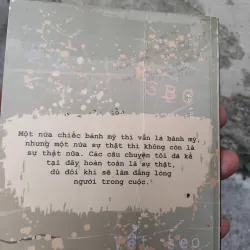 Một nửa chiếc bánh mỳ thì vẫn là bánh mỳ,
nhưng một nửa sự thật thì không còn là
sự thật nữa. Các câu chuyện tôi đã kể
tại đây hoàn toàn là sự thật,
dù đôi khi sẽ làm đắng lòng
người trong cuộc.